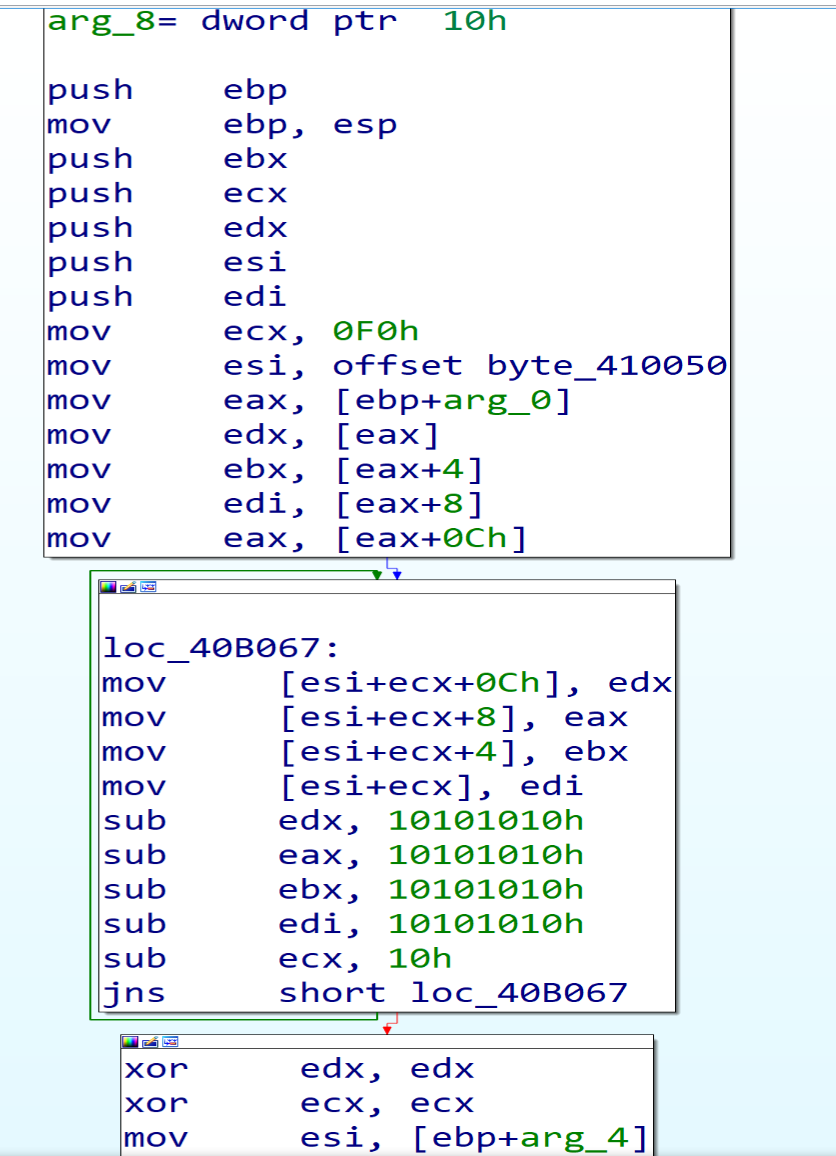 arg_8= dword ptr  10h
push    ebp
mov     ebp, esp
push    ebx
push    ecx
push    edx
push    esi
push    edi
mov     ecx, 0F0h
mov     esi, offset byte_410050
mov     eax, [ebp+arg_0]
mov     edx, [eax]
mov     ebx, [eax+4]
mov     edi, [eax+8]
mov     eax, [eax+0Ch]
loc_40B067:
mov     [esi+ecx+0Ch], edx
mov     [esi+ecx+8], eax
mov     [esi+ecx+4], ebx
mov     [esi+ecx], edi
sub     edx, 10101010h
sub     eax, 10101010h
sub     ebx, 10101010h
sub     edi, 10101010h
sub     ecx, 10h
jns     short loc_40B067
xor     edx, edx
xor     ecx, ecx
mov     esi, [ebp+arg_4]